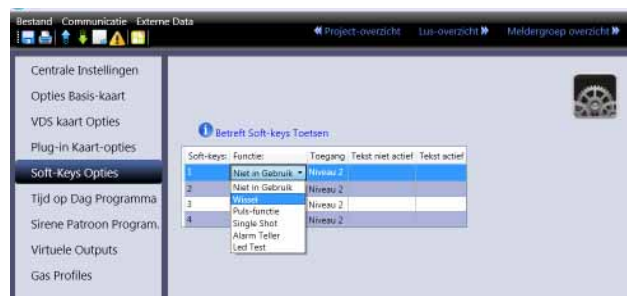 Bestand Communicatie Externe Data
Project-overzicht Lus-overzicht Meldergroep overzicht
Centrale Instellingen
Opties Basis-kaart
VDS kaart Opties
Plug-in Kaart-opties
Soft-Keys Opties
Tijd op Dag Programma
Sirene Patroon Program.
Virtuele Outputs
Gas Profiles
Betreft Soft-keys Toetsen
Soft-keys: Functie: Toegang Tekst niet actief Tekst actief
1 Niet in Gebruik Niveau 2
2 Niet in Gebruik Niveau 2
Wissel
3 Puls-functie Niveau 2
4 Single Shot Niveau 2
Alarm Teller
Led Test